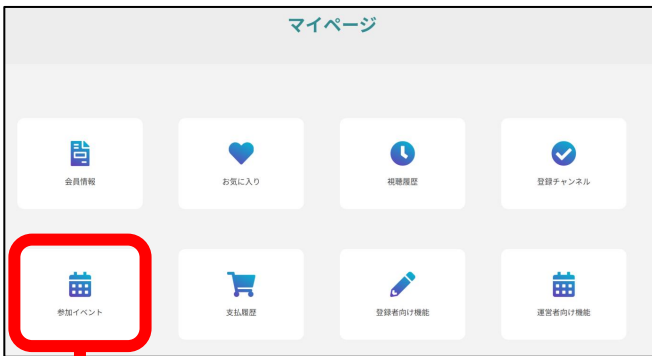 マイページ
会員情報
お気に入り
視聴履歴
登録チャンネル
参加イベント
支払履歴
登録者向け機能
運営者向け機能